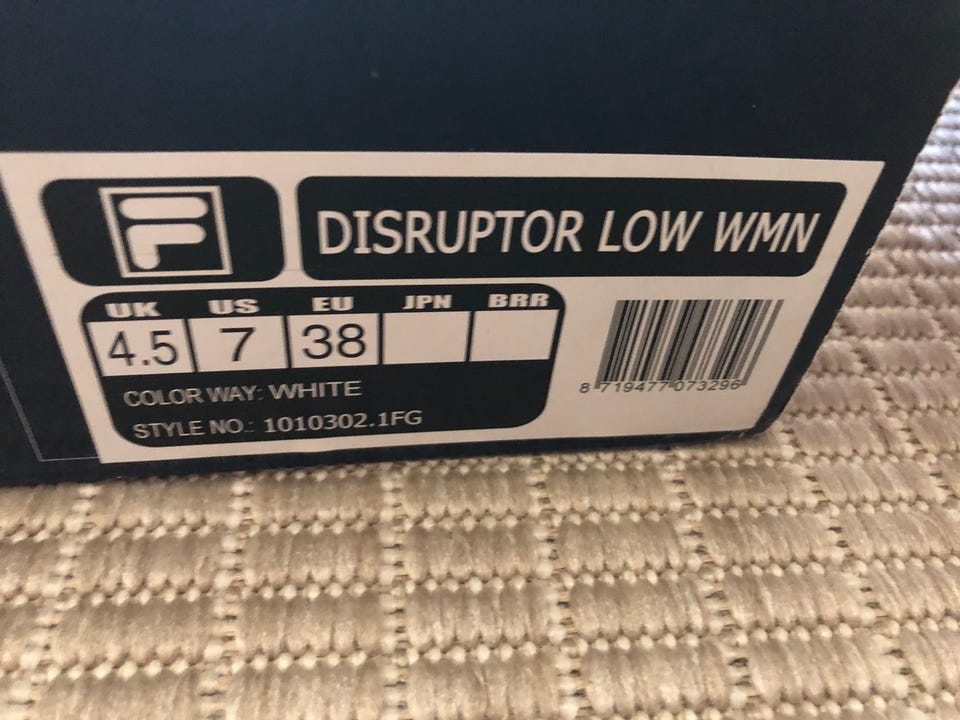 DISRUPTOR LOW WMN
UK US EU JPN BRR
4.5 7 38
COLOR WAY: WHITE
STYLE NO.: 1010302.1FG
8 719477 073296